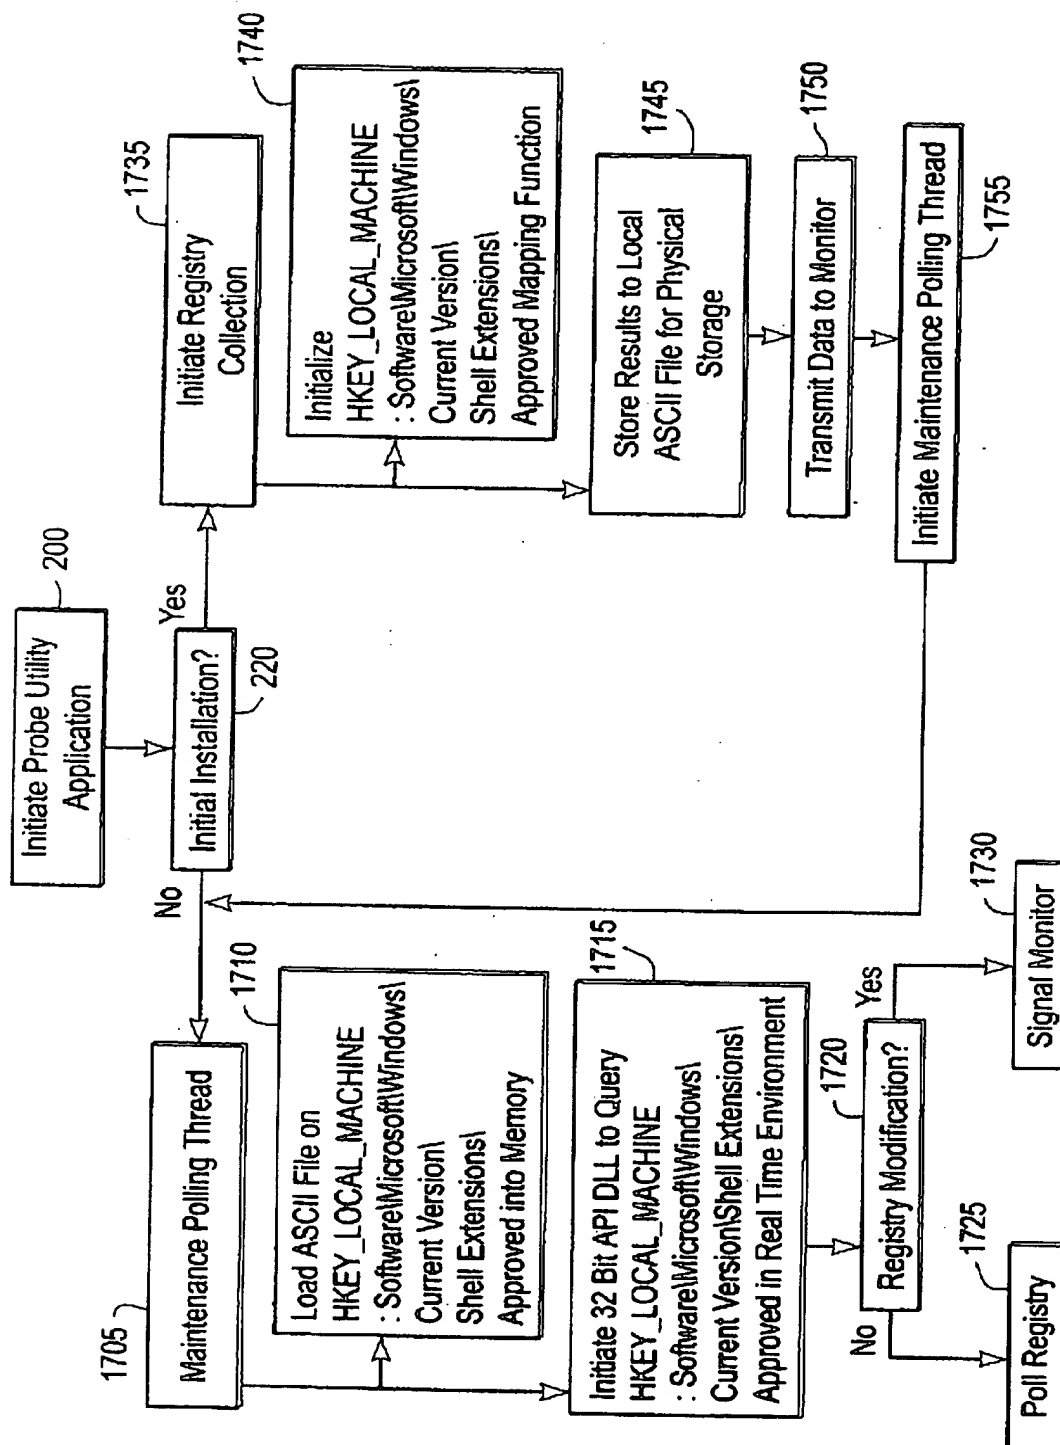 Initiate Probe Utility
Application
200
Initial Installation?
220
No
Yes
1705
Maintenance Polling Thread
1710
Load ASCII File on
HKEY_LOCAL_MACHINE
: Software\Microsoft\Windows\
Current Version\
Shell Extensions\
Approved into Memory
1715
Initiate 32 Bit API DLL to Query
HKEY_LOCAL_MACHINE
: Software\Microsoft\Windows\
Current Version\Shell Extensions\
Approved in Real Time Environment
1720
Registry Modification?
No
Yes
1725
Poll Registry
1730
Signal Monitor
1735
Initiate Registry
Collection
1740
Initialize
HKEY_LOCAL_MACHINE
: Software\Microsoft\Windows\
Current Version\
Shell Extensions\
Approved Mapping Function
1745
Store Results to Local
ASCII File for Physical
Storage
1750
Transmit Data to Monitor
Initiate Maintenance Polling Thread
1755